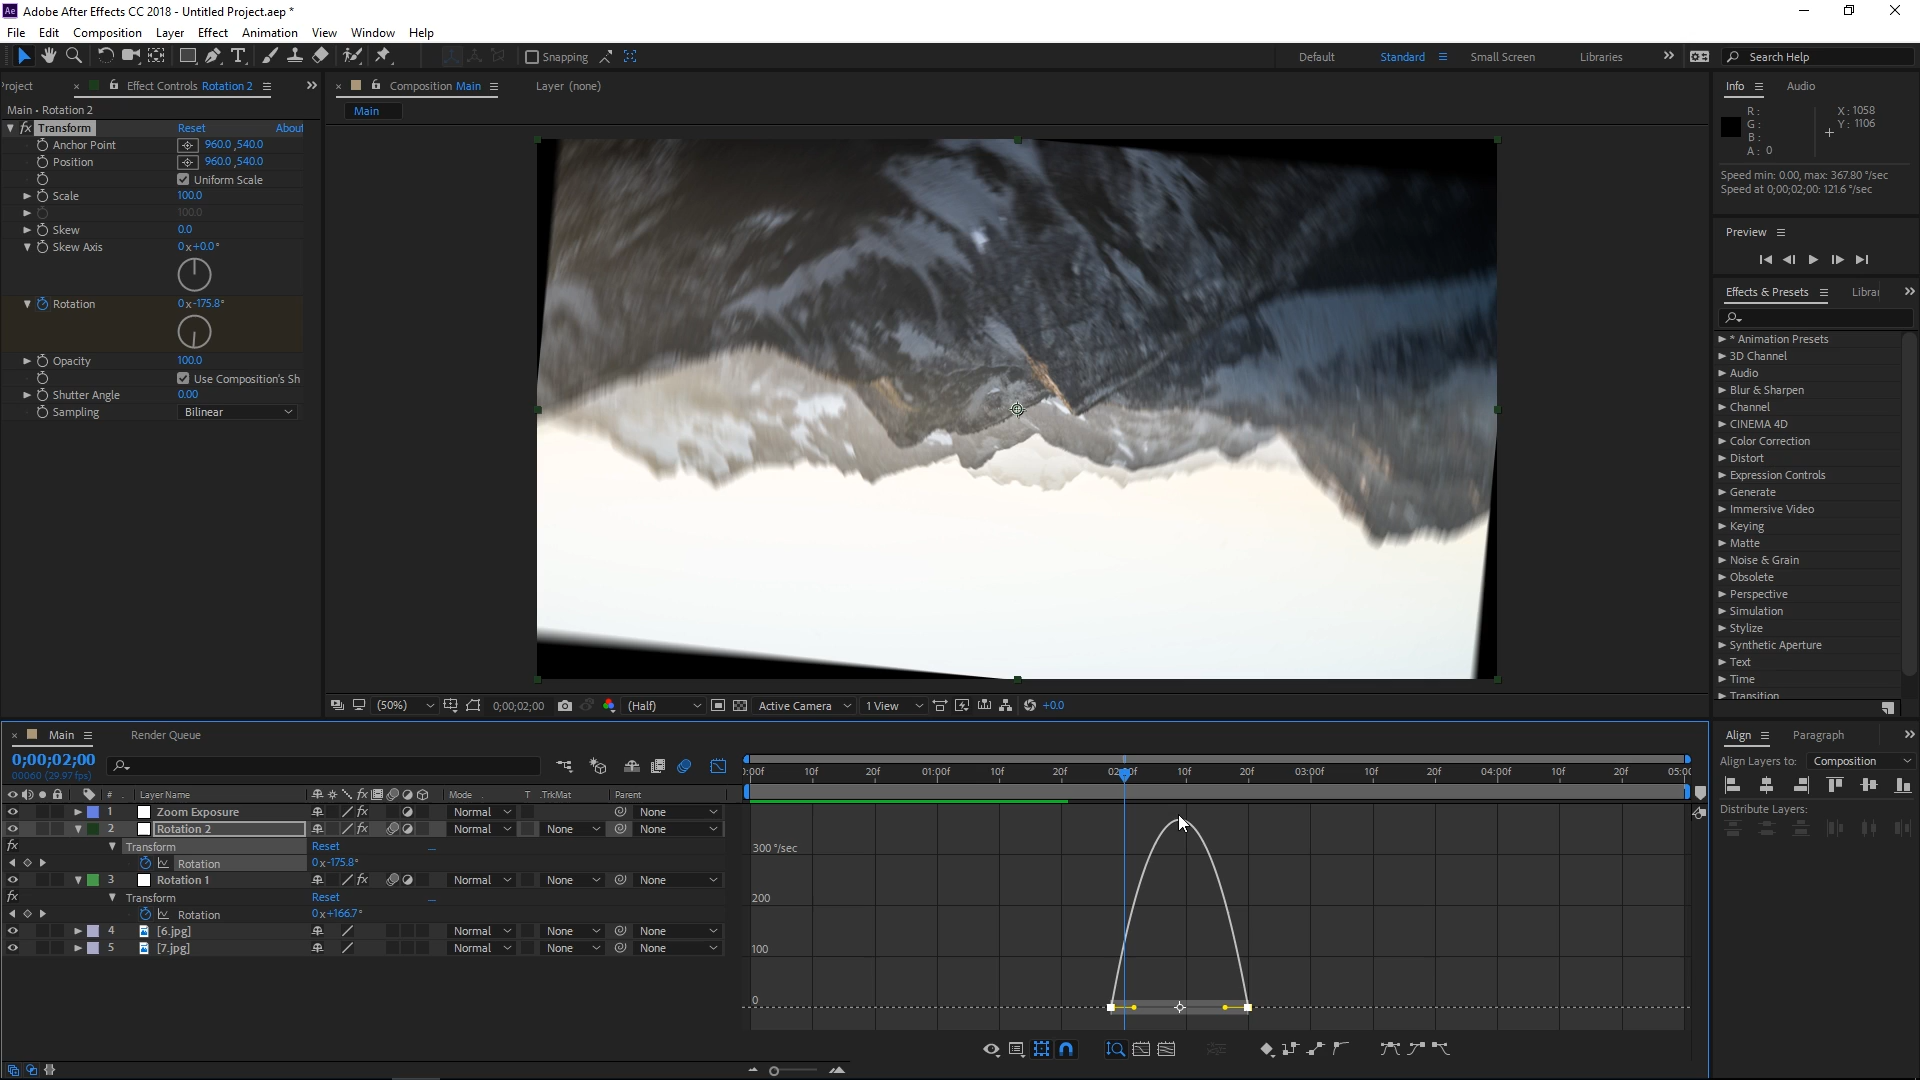 Ae Adobe After Effects CC 2018 - Untitled Project.aep *
File Edit Composition Layer Effect Animation View Window Help
Snapping Default Standard Small Screen Libraries Search Help
roject Effect Controls Rotation 2
Composition Main Layer (none)
Main
Main • Rotation 2
fx Transform Reset About
Anchor Point 960.0 ,540.0
Position 960.0 ,540.0
Uniform Scale
Scale 100.0
100.0
Skew 0.0
Skew Axis 0x+0.0°
Rotation 0x-175.8°
Opacity 100.0
Use Composition's Sh
Shutter Angle 0.00
Sampling Bilinear
(50%) 0;00;02;00 (Half) Active Camera 1 View +0.0
Info Audio
R: X: 1058
G: Y: 1106
B:
A: 0
Speed min: 0.00, max: 367.80 °/sec
Speed at 0;00;02;00: 121.6 °/sec
Preview
Effects & Presets Librar
* Animation Presets
3D Channel
Audio
Blur & Sharpen
Channel
CINEMA 4D
Color Correction
Distort
Expression Controls
Generate
Immersive Video
Keying
Matte
Noise & Grain
Obsolete
Perspective
Simulation
Stylize
Synthetic Aperture
Text
Time
Transition
Main Render Queue
0;00;02;00
00060 (29.97 fps)
# Layer Name fx Mode T .TrkMat Parent
1 Zoom Exposure fx Normal None
2 Rotation 2 fx Normal None None
fx Transform Reset
Rotation 0x-175.8°
3 Rotation 1 fx Normal None None
fx Transform Reset
Rotation 0x+166.7°
4 [6.jpg] Normal None None
5 [7.jpg] Normal None None
):00f 10f 20f 01:00f 10f 20f 02:00f 10f 20f 03:00f 10f 20f 04:00f 10f 20f 05:00
300 °/sec
200
100
0
Align Paragraph
Align Layers to: Composition
Distribute Layers: